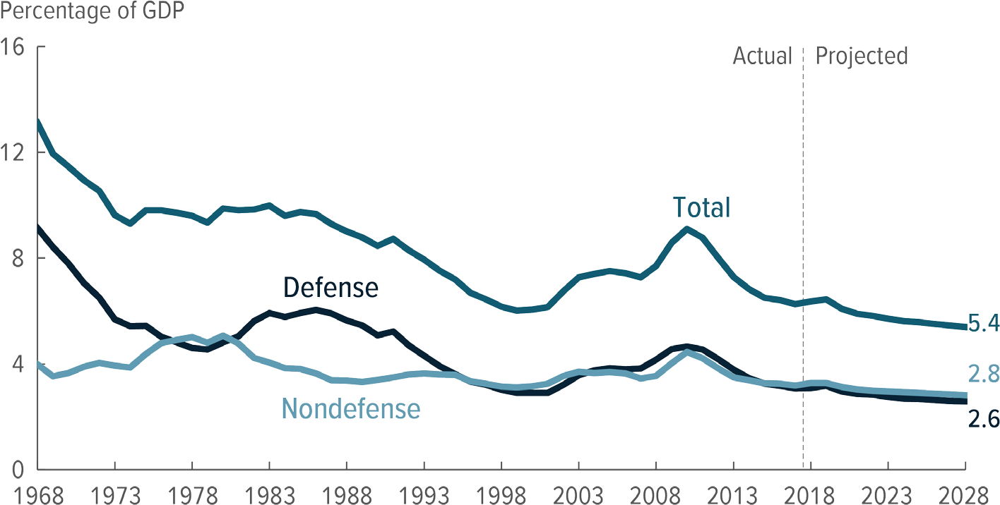 Percentage of GDP
16
Actual Projected
12
Total
8
Defense
5.4
4
2.8
Nondefense
2.6
0
1968 1973 1978 1983 1988 1993 1998 2003 2008 2013 2018 2023 2028